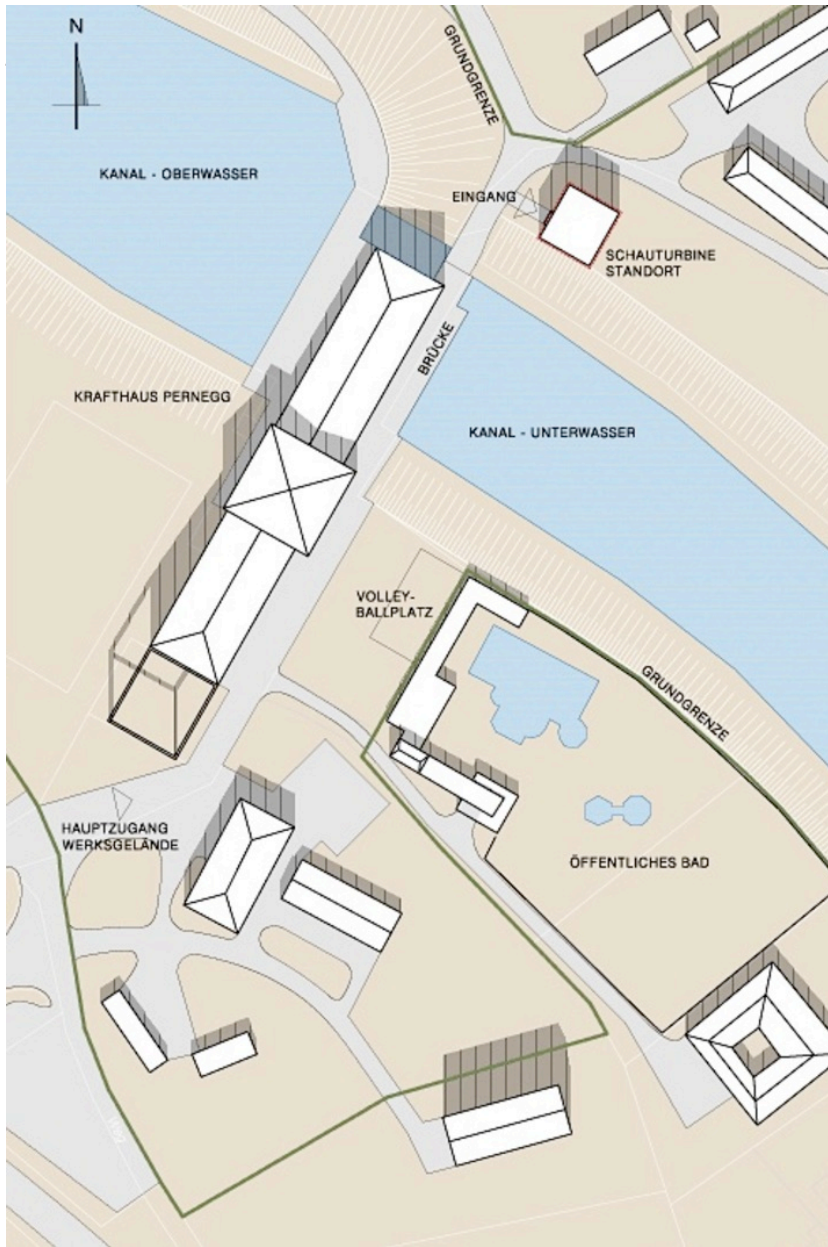 N
GRUNDGRENZE
KANAL - OBERWASSER
EINGANG
SCHAUTURBINE
STANDORT
BRÜCKE
KRAFTHAUS PERNEGG
KANAL - UNTERWASSER
VOLLEY-
BALLPLATZ
GRUNDGRENZE
HAUPTZUGANG
WERKSGELÄNDE
ÖFFENTLICHES BAD